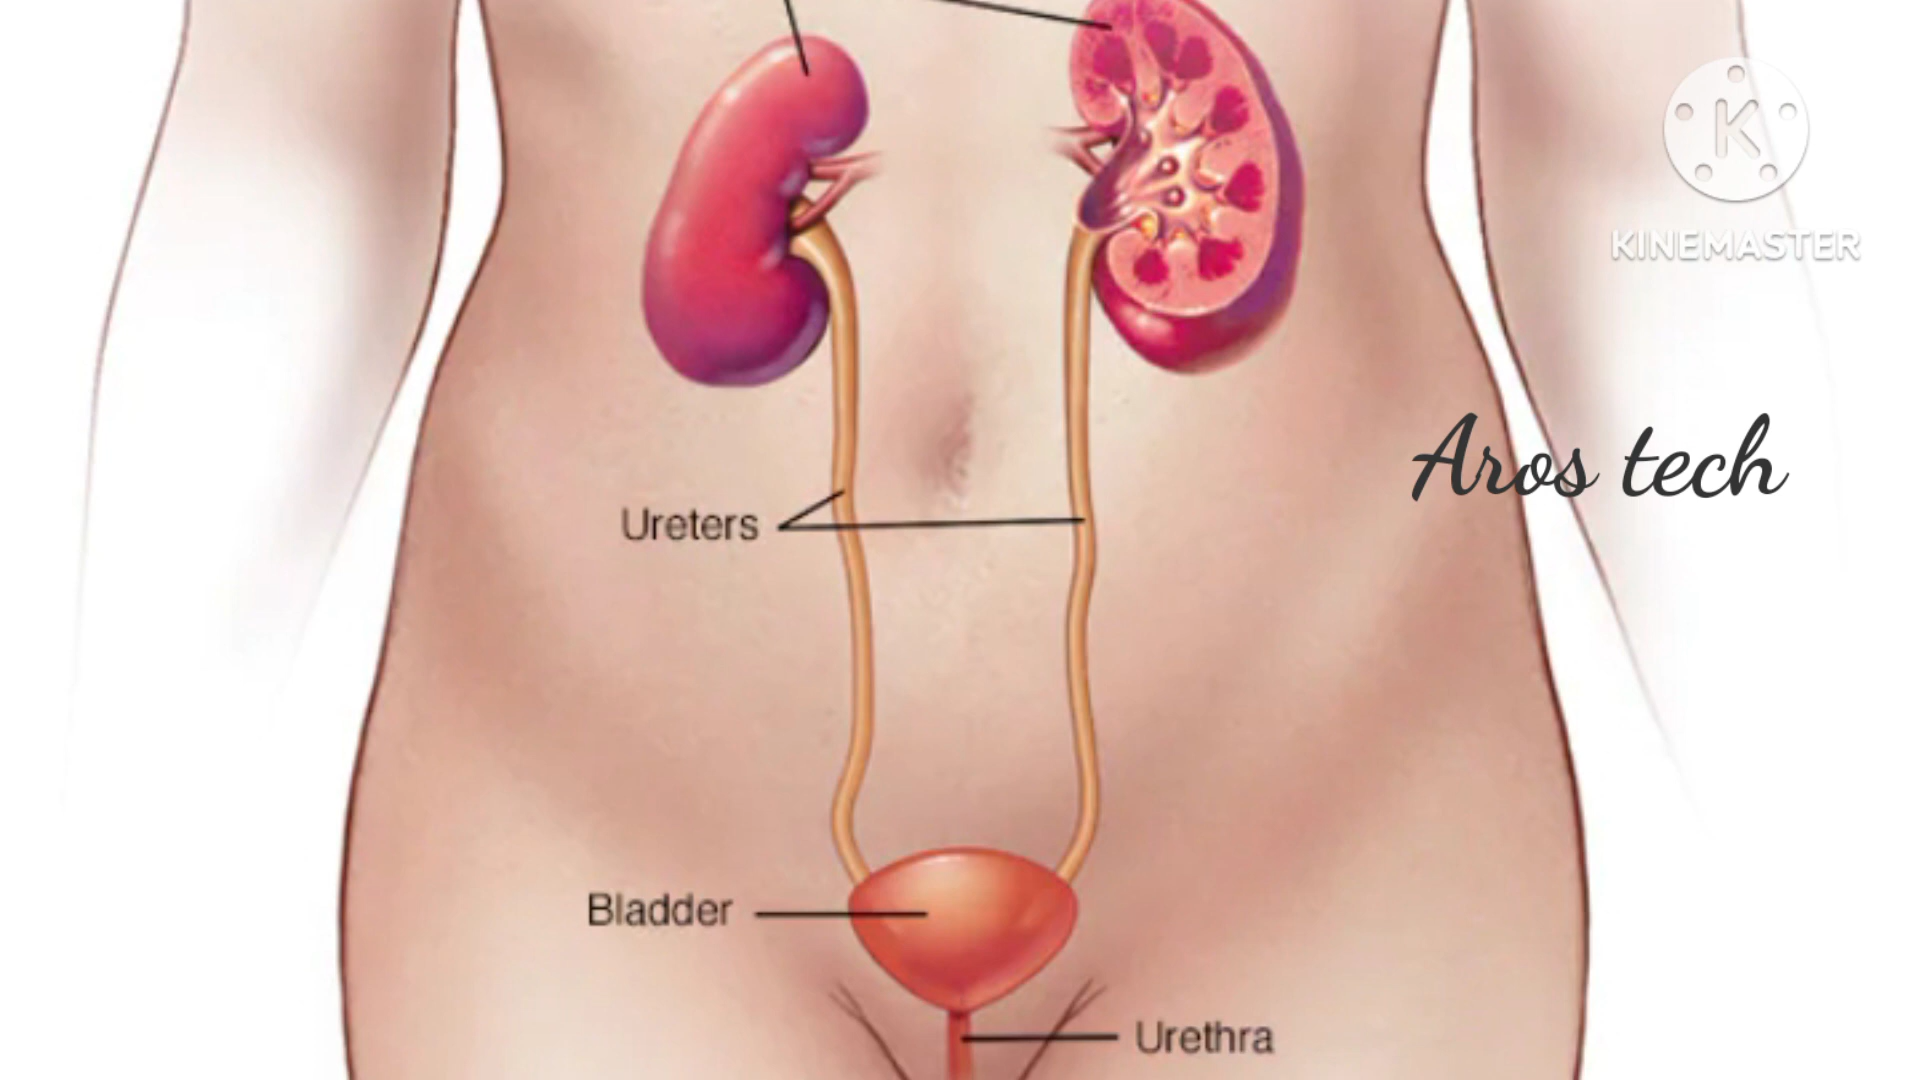 K
KINEMASTER
Aros tech
Ureters
Bladder
Urethra